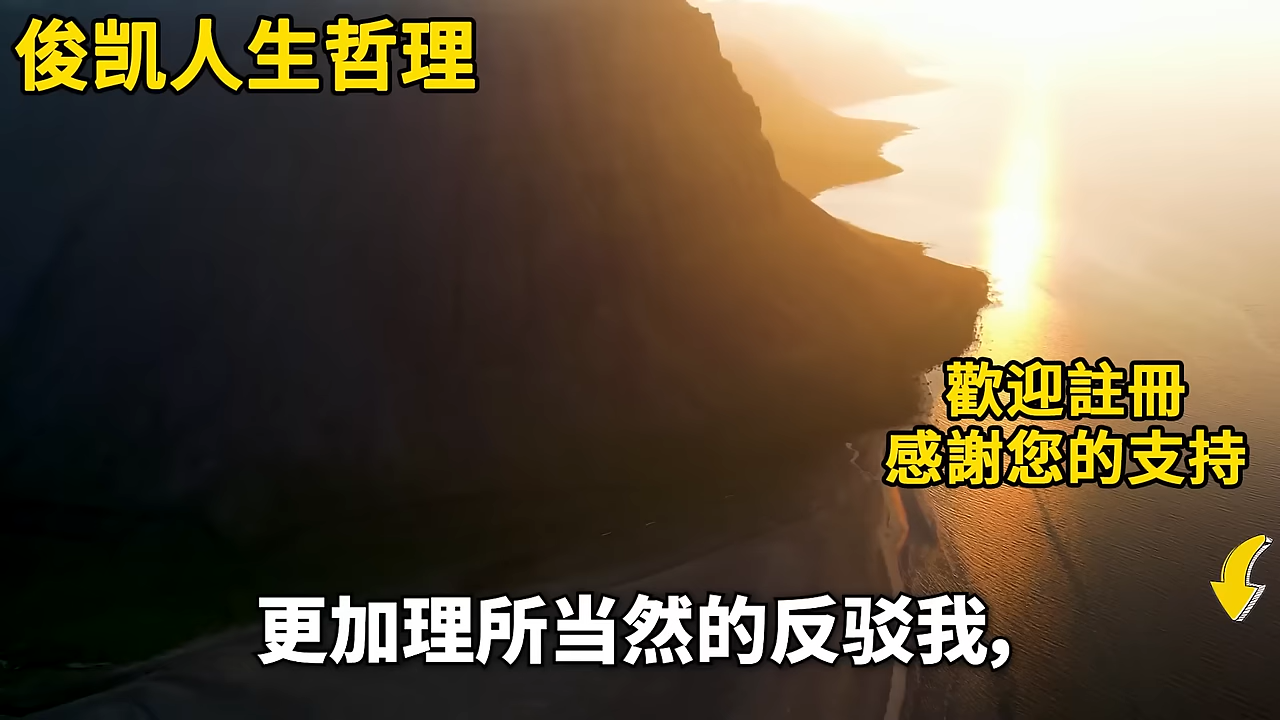 俊凯人生哲理
歡迎註冊
感謝您的支持
更加理所当然的反驳我,